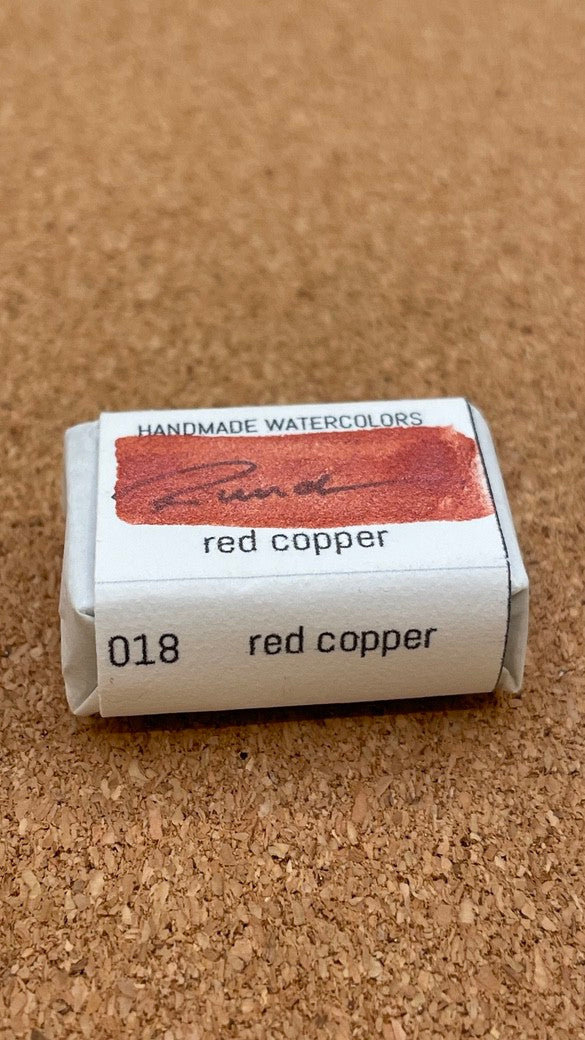 HANDMADE WATERCOLORS
red copper
018 red copper